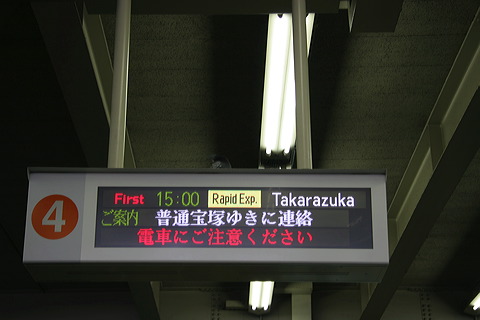 4
First 15:00 Rapid Exp. Takarazuka
ご案内 普通宝塚ゆきに連絡
電車にご注意ください